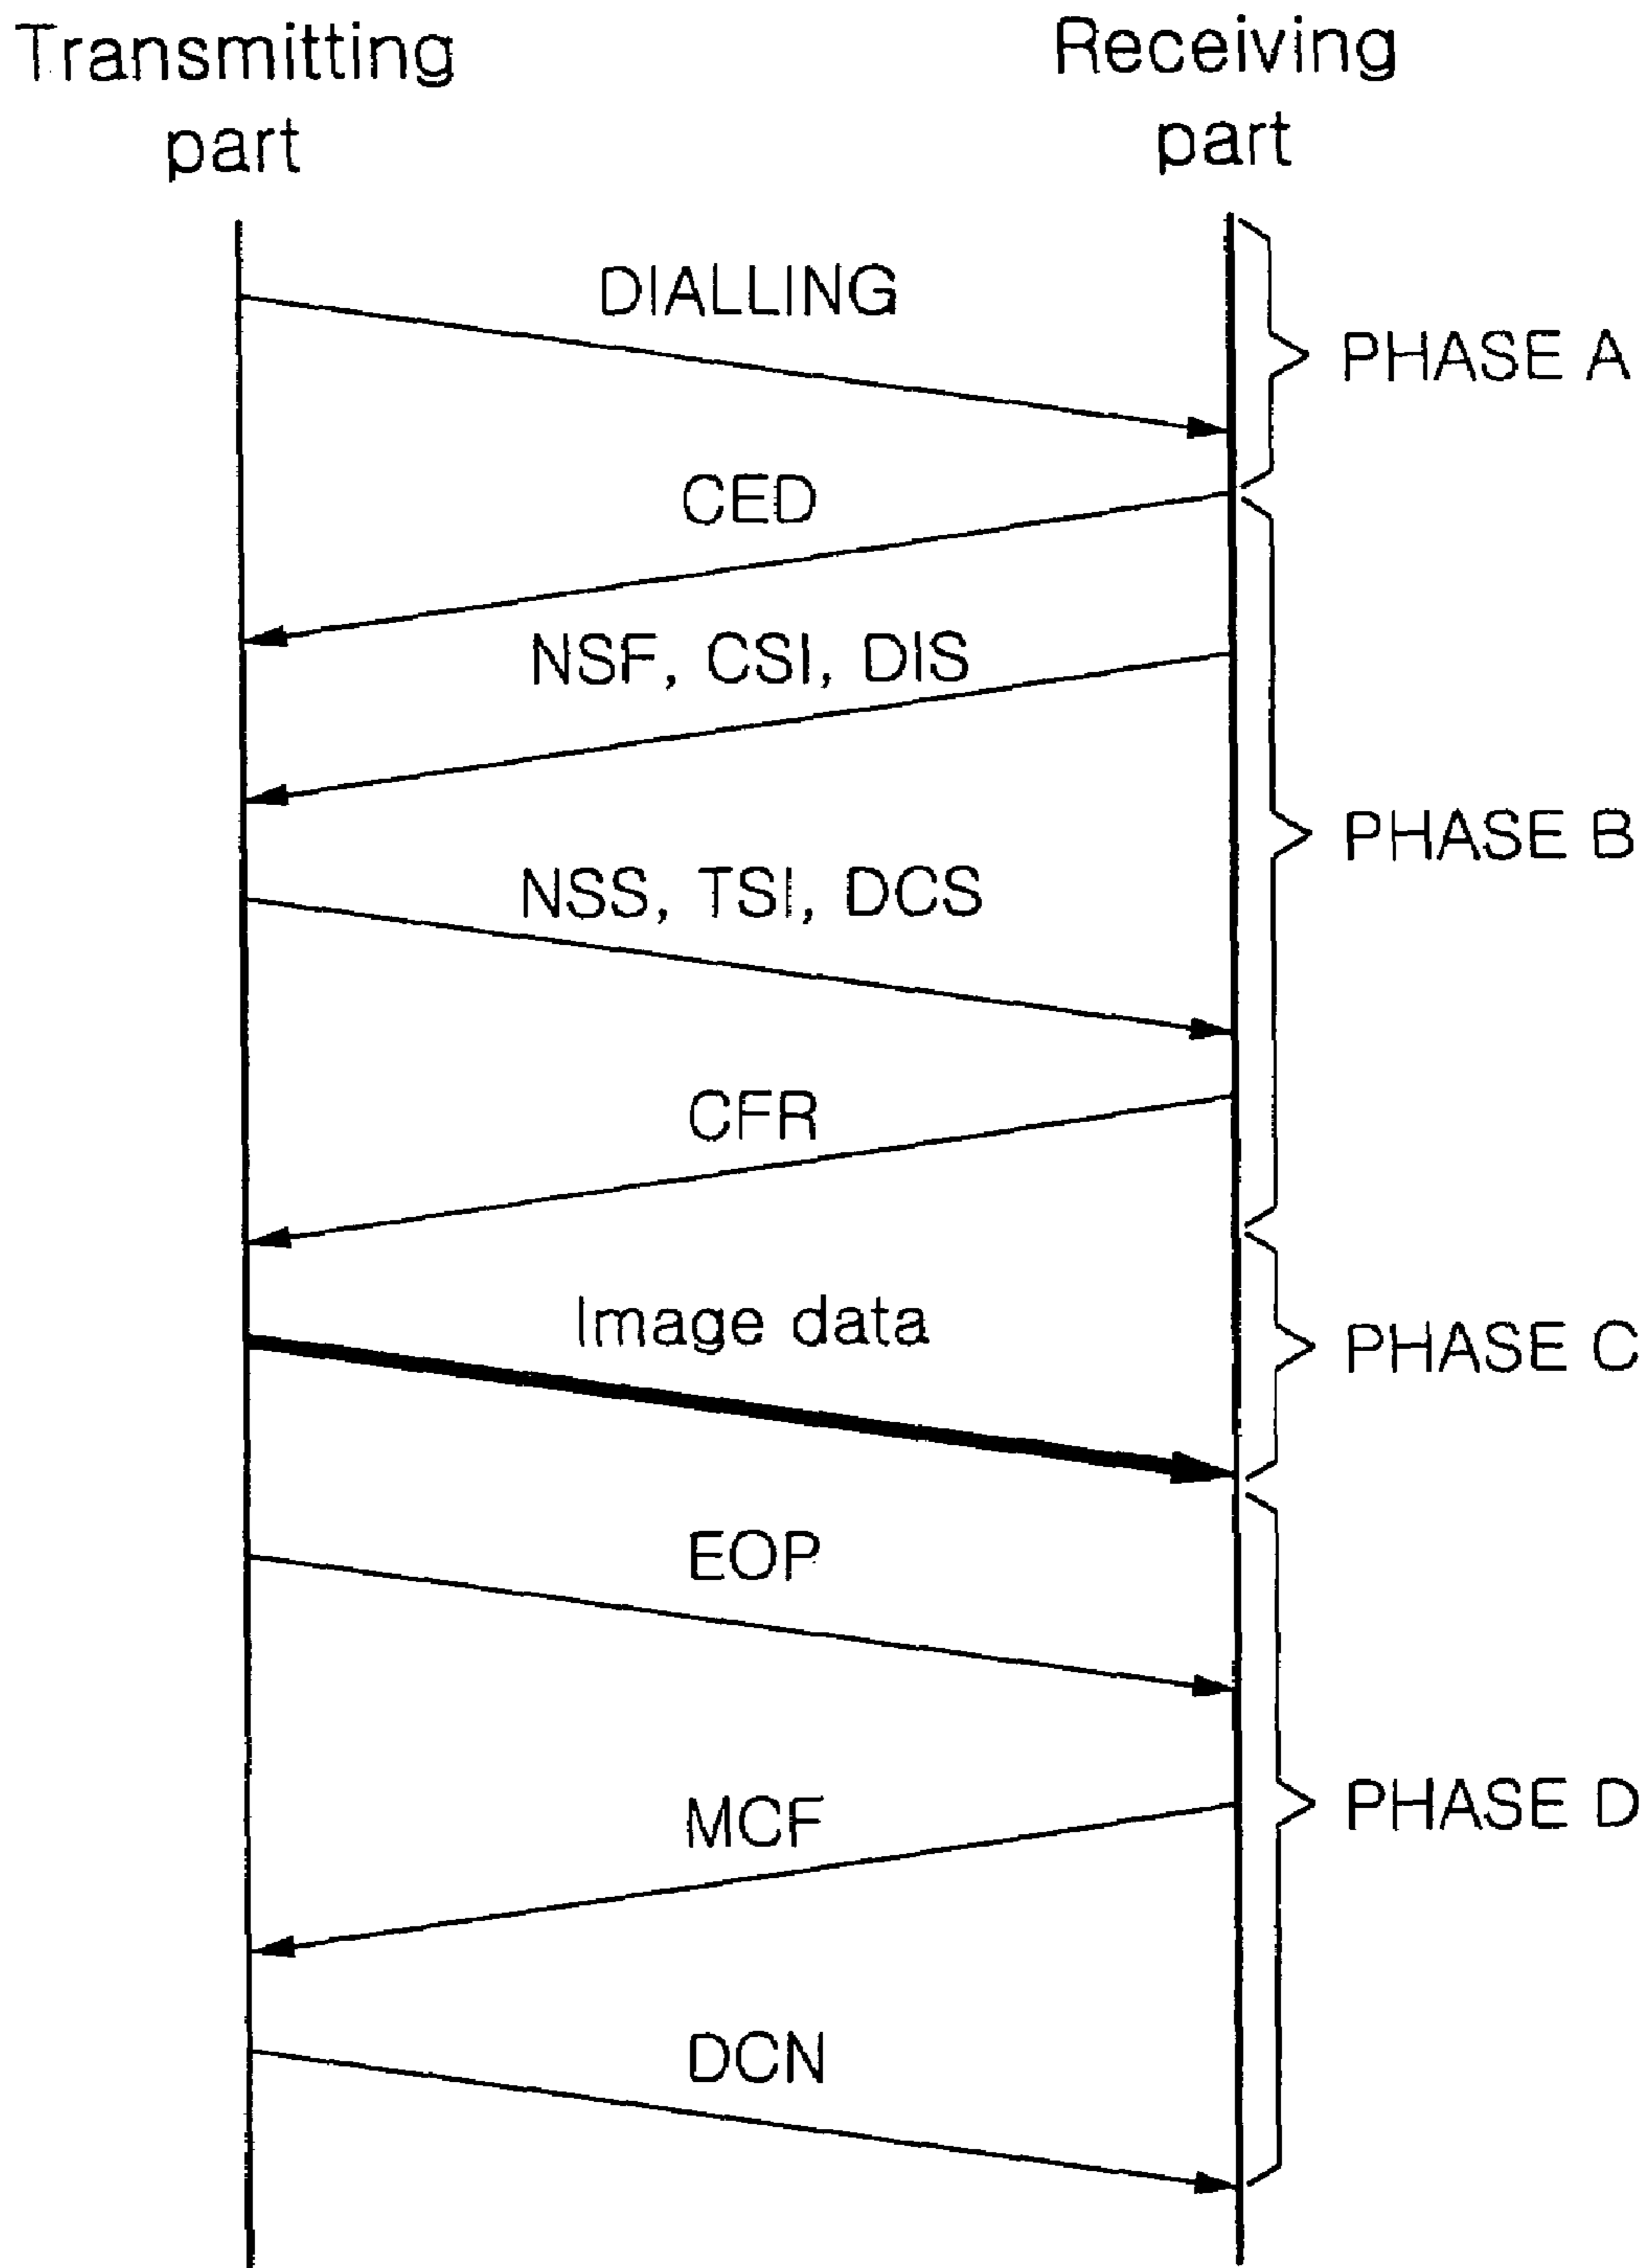 Transmitting
part
Receiving
part
DIALLING
PHASE A
CED
NSF, CSI, DIS
PHASE B
NSS, TSI, DCS
CFR
Image data
PHASE C
EOP
MCF
PHASE D
DCN